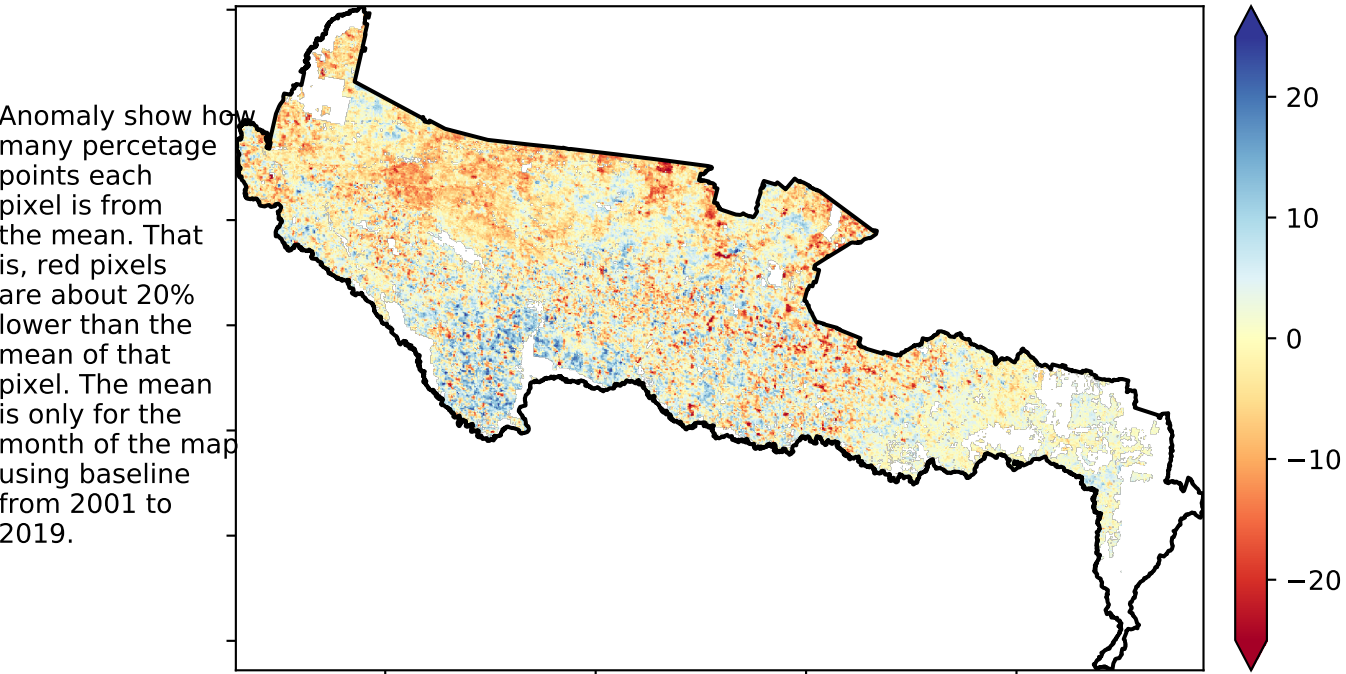 Anomaly show how
many percetage
points each
pixel is from
the mean. That
is, red pixels
are about 20%
lower than the
mean of that
pixel. The mean
is only for the
month of the map
using baseline
from 2001 to
2019.
20
10
0
−10
−20